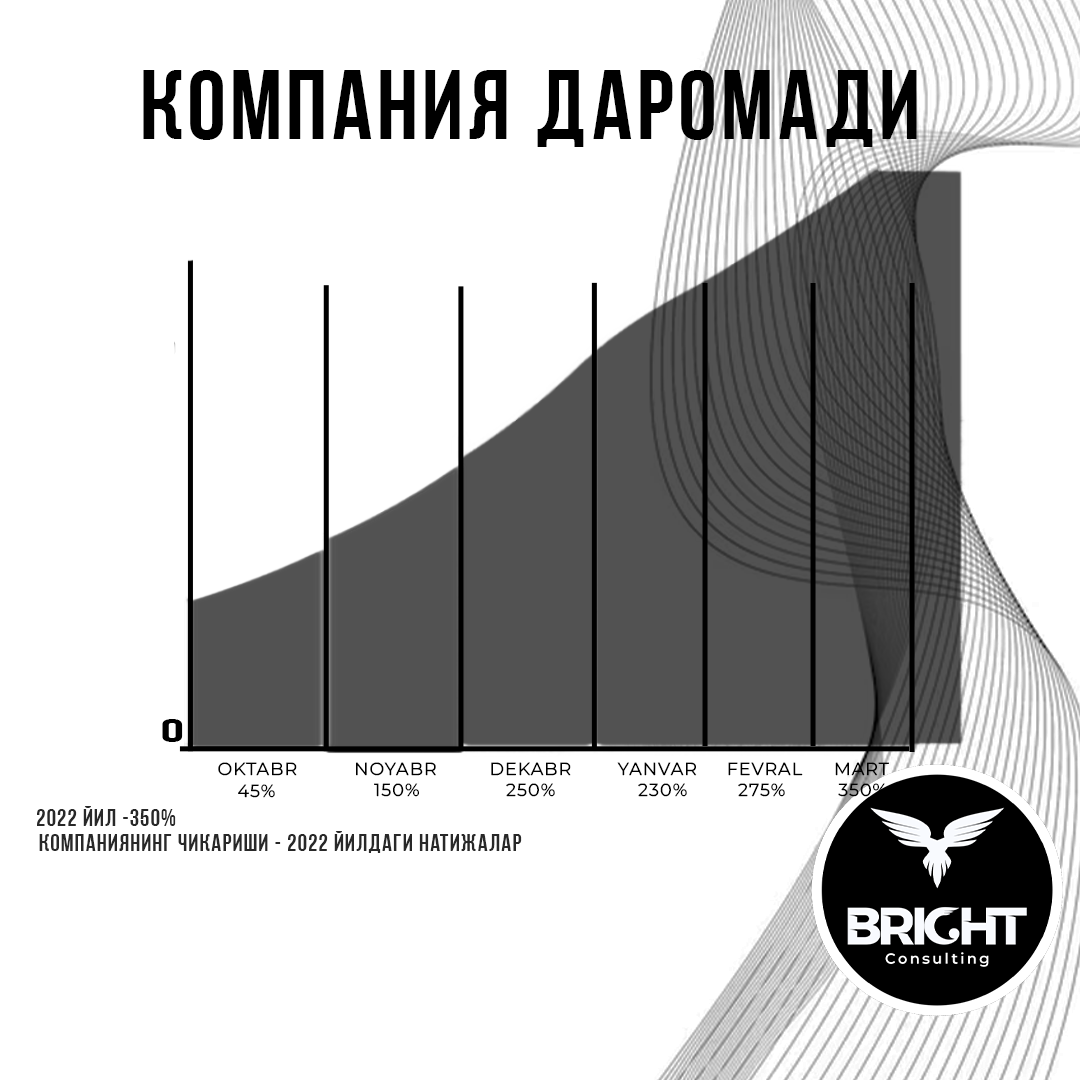 КОМПАНИЯ ДАРОМАДИ
0
OKTABR NOYABR DEKABR YANVAR FEVRAL MART
45% 150% 250% 230% 275% 350%
2022 ЙИЛ -350%
КОМПАНИЯНИНГ ЧИКАРИШИ - 2022 ЙИЛДАГИ НАТИЖАЛАР
BRIGHT
Consulting